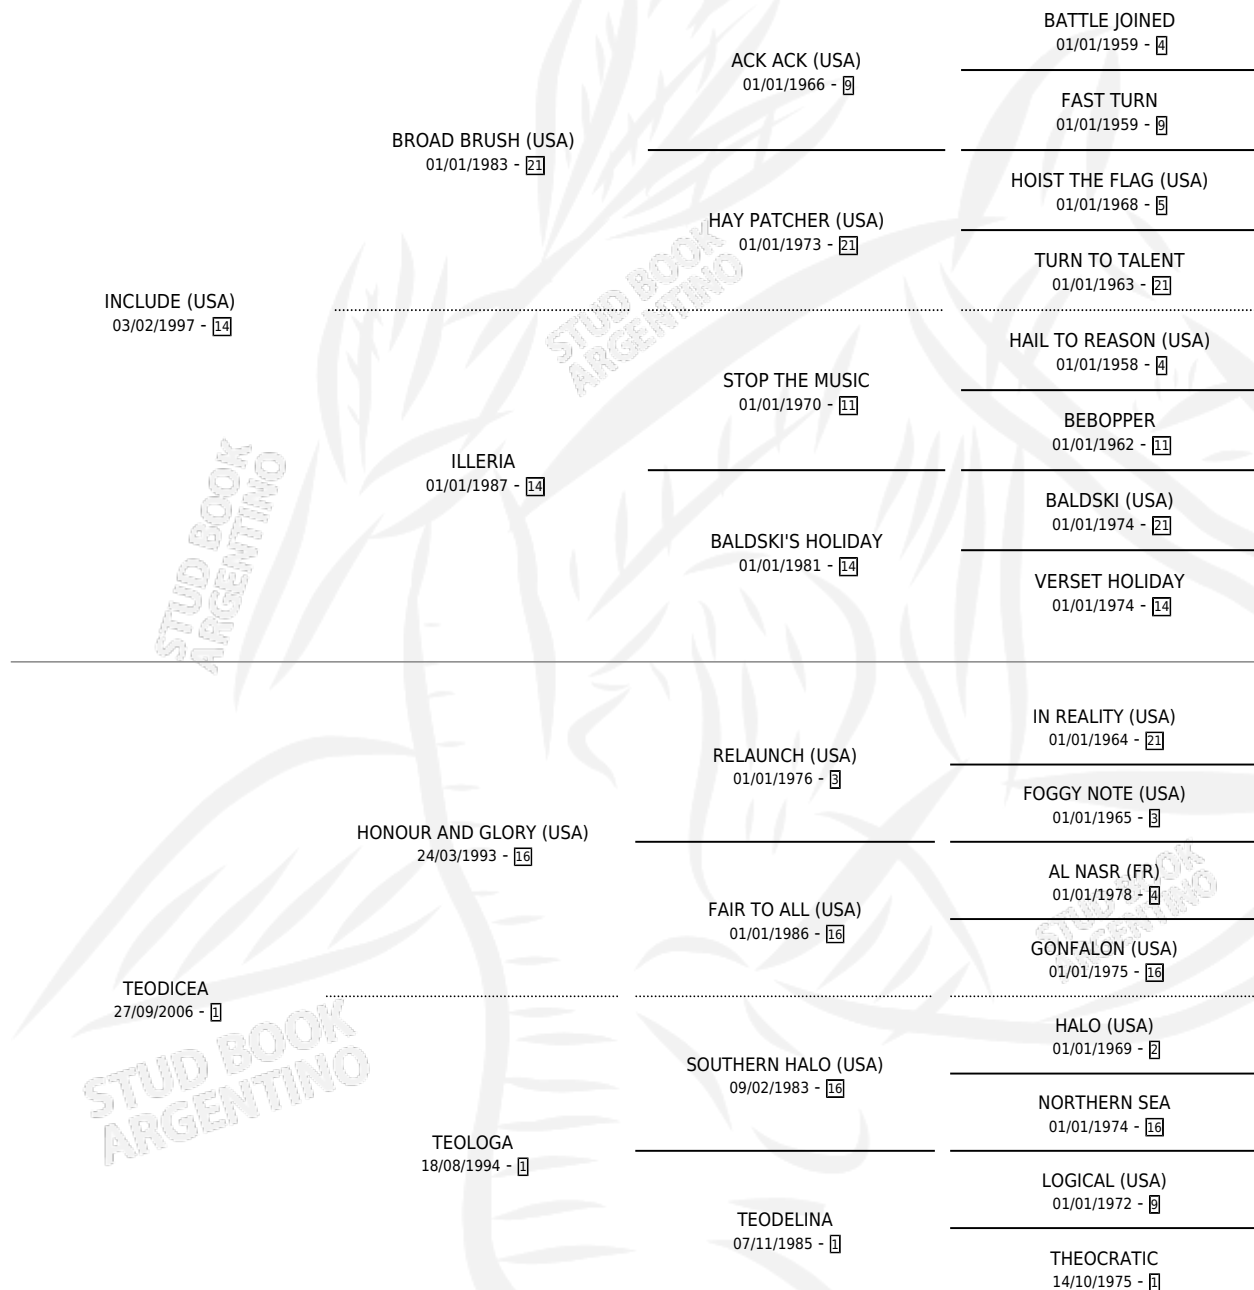 BATTLE JOINED
01/01/1959 - 4
ACK ACK (USA)
01/01/1966 - 9
FAST TURN
01/01/1959 - 9
BROAD BRUSH (USA)
01/01/1983 - 21
HOIST THE FLAG (USA)
01/01/1968 - 5
HAY PATCHER (USA)
01/01/1973 - 21
TURN TO TALENT
01/01/1963 - 21
INCLUDE (USA)
03/02/1997 - 14
HAIL TO REASON (USA)
01/01/1958 - 4
STOP THE MUSIC
01/01/1970 - 11
BEBOPPER
01/01/1962 - 11
ILLERIA
01/01/1987 - 14
BALDSKI (USA)
01/01/1974 - 21
BALDSKI'S HOLIDAY
01/01/1981 - 14
VERSET HOLIDAY
01/01/1974 - 14
IN REALITY (USA)
01/01/1964 - 21
RELAUNCH (USA)
01/01/1976 - 3
FOGGY NOTE (USA)
01/01/1965 - 3
HONOUR AND GLORY (USA)
24/03/1993 - 16
AL NASR (FR)
01/01/1978 - 4
FAIR TO ALL (USA)
01/01/1986 - 16
GONFALON (USA)
01/01/1975 - 16
TEODICEA
27/09/2006 - 1
HALO (USA)
01/01/1969 - 2
SOUTHERN HALO (USA)
09/02/1983 - 16
NORTHERN SEA
01/01/1974 - 16
TEOLOGA
18/08/1994 - 1
LOGICAL (USA)
01/01/1972 - 9
TEODELINA
07/11/1985 - 1
THEOCRATIC
14/10/1975 - 1
STUD BOOK
ARGENTINO
STUD BOOK
ARGENTINO
STUD BOOK
ARGENTINO
STUD BOOK
ARGENTINO